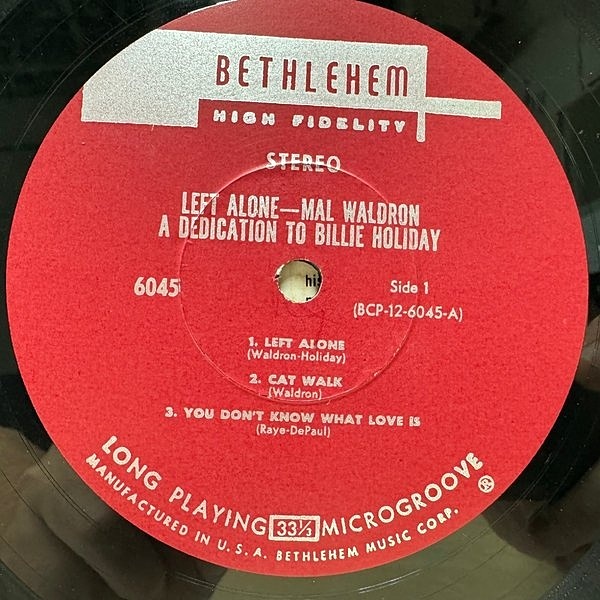 BETHLEHEM
HIGH FIDELITY
STEREO
LEFT ALONE—MAL WALDRON
A DEDICATION TO BILLIE HOLIDAY
6045
Side 1
(BCP-12-6045-A)
1. LEFT ALONE
(Waldron-Holiday)
2. CAT WALK
(Waldron)
3. YOU DON'T KNOW WHAT LOVE IS
(Raye-DePaul)
LONG PLAYING 33⅓ MICROGROOVE ®
MANUFACTURED IN U.S.A. BETHLEHEM MUSIC CORP.